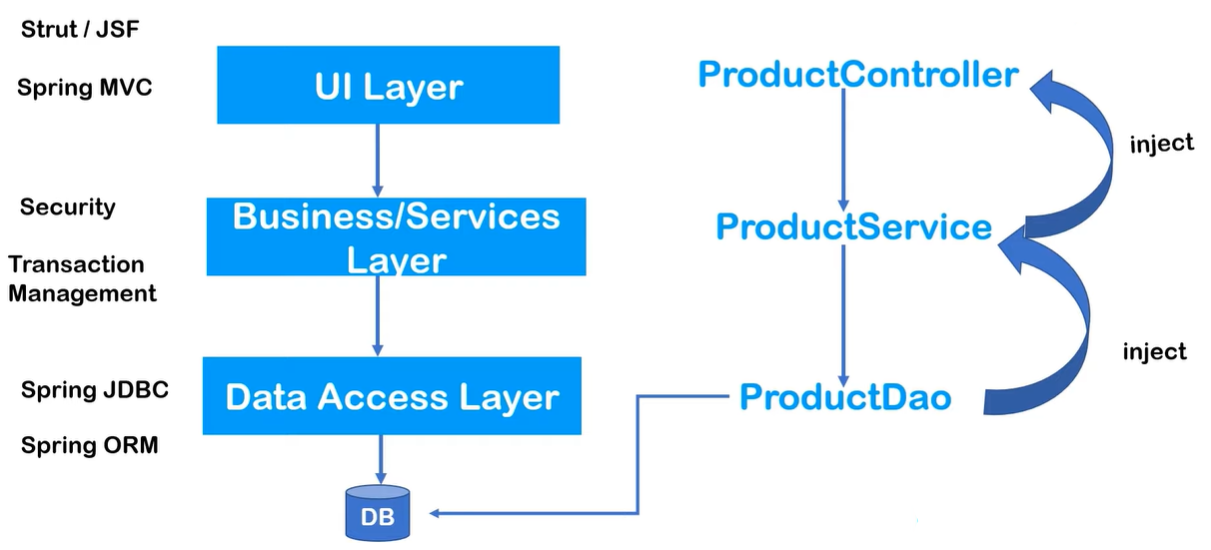 Strut / JSF
Spring MVC
UI Layer
ProductController
inject
Security
Transaction
Management
Business/Services
Layer
ProductService
inject
Spring JDBC
Spring ORM
Data Access Layer
ProductDao
DB